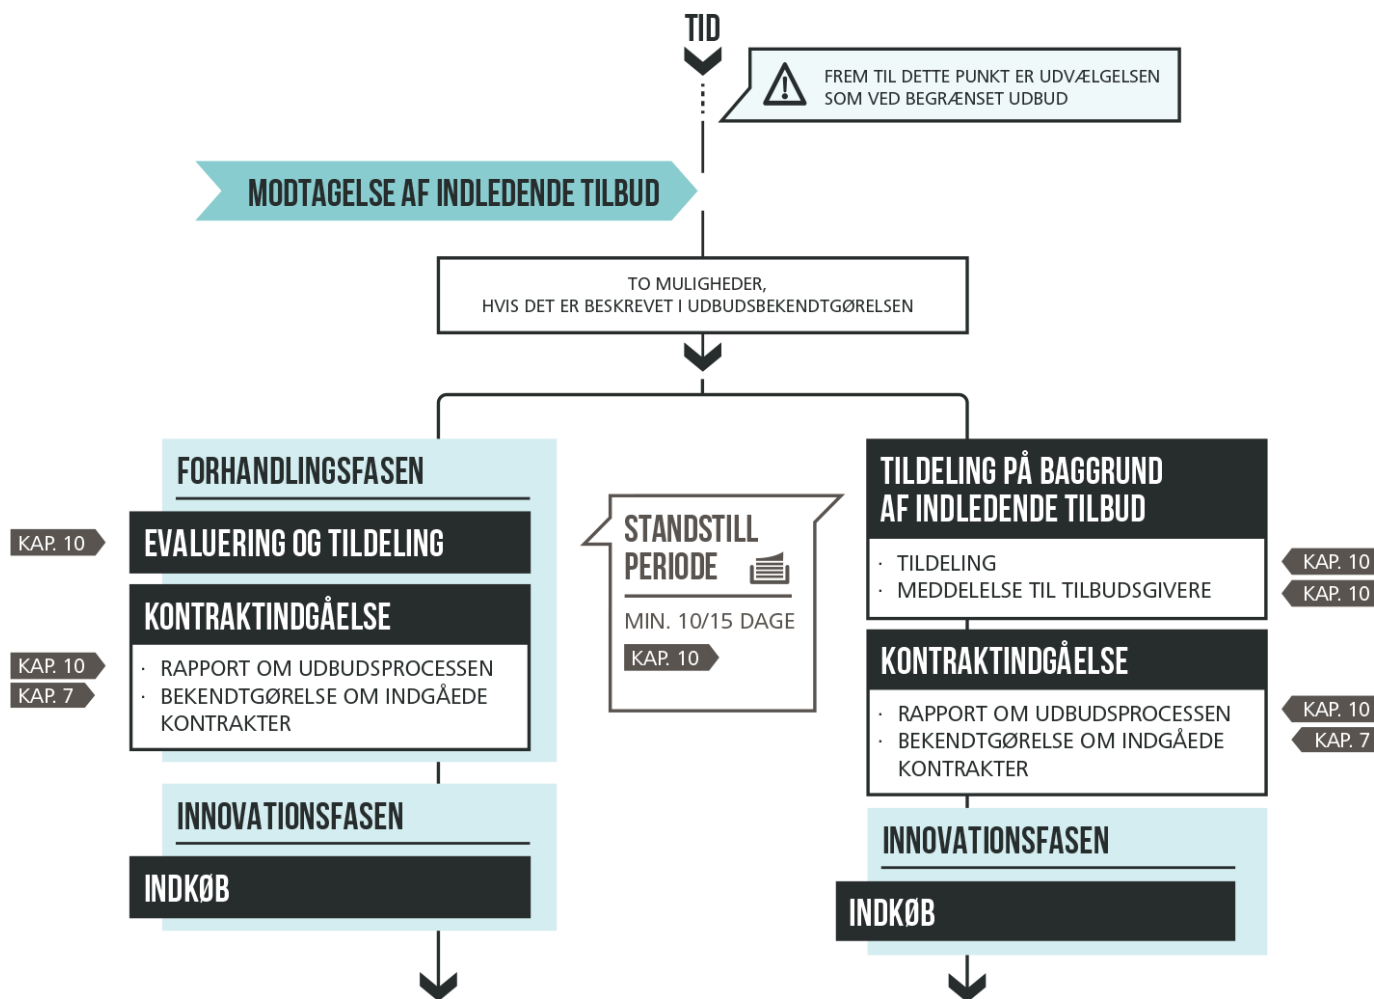 TID
FREM TIL DETTE PUNKT ER UDVÆLGELSEN
SOM VED BEGRÆNSET UDBUD
MODTAGELSE AF INDLEDENDE TILBUD
TO MULIGHEDER,
HVIS DET ER BESKREVET I UDBUDSBEKENDTGØRELSEN
FORHANDLINGSFASEN
KAP. 10
EVALUERING OG TILDELING
KONTRAKTINDGÅELSE
KAP. 10
· RAPPORT OM UDBUDSPROCESSEN
KAP. 7
· BEKENDTGØRELSE OM INDGÅEDE
KONTRAKTER
INNOVATIONSFASEN
INDKØB
STANDSTILL
PERIODE
MIN. 10/15 DAGE
KAP. 10
TILDELING PÅ BAGGRUND
AF INDLEDENDE TILBUD
· TILDELING
KAP. 10
· MEDDELELSE TIL TILBUDSGIVERE
KAP. 10
KONTRAKTINDGÅELSE
· RAPPORT OM UDBUDSPROCESSEN
KAP. 10
· BEKENDTGØRELSE OM INDGÅEDE
KAP. 7
KONTRAKTER
INNOVATIONSFASEN
INDKØB